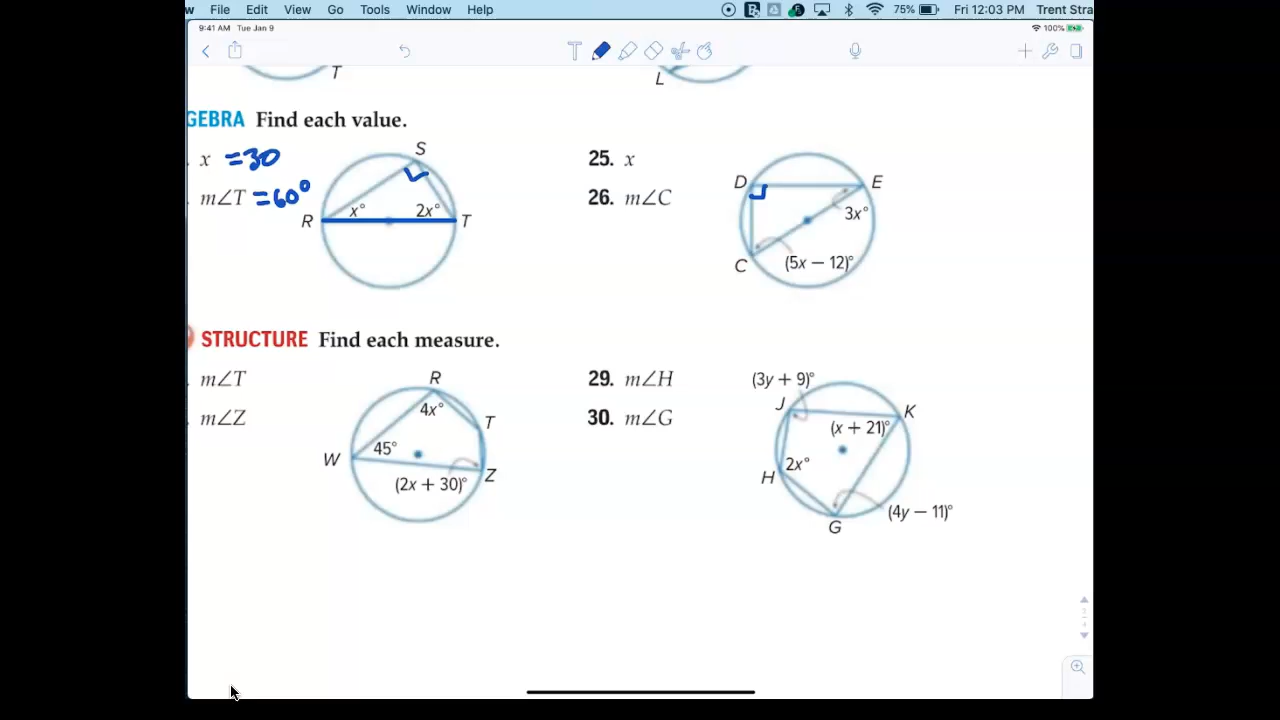 w File Edit View Go Tools Window Help 75% Fri 12:03 PM Trent Stra
9:41 AM Tue Jan 9 100%
T
L
GEBRA Find each value.
. x =30
. m∠T =60°
S
R
T
x°
2x°
25. x
26. m∠C
D
E
C
3x°
(5x − 12)°
STRUCTURE Find each measure.
. m∠T
. m∠Z
R
4x°
T
W
45°
Z
(2x + 30)°
29. m∠H
30. m∠G
(3y + 9)°
J
K
(x + 21)°
H
2x°
G
(4y − 11)°